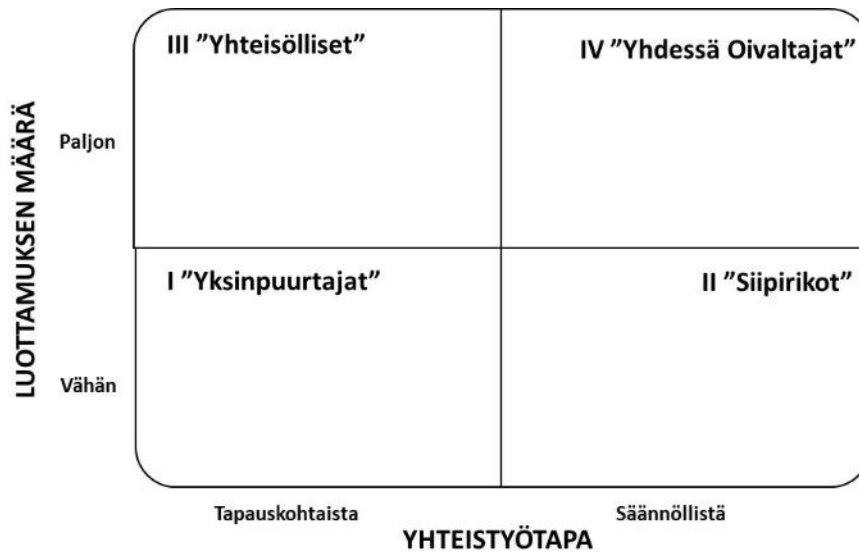 III ”Yhteisölliset”
IV ”Yhdessä Oivaltajat”
LUOTTAMUKSEN MÄÄRÄ
Paljon
I ”Yksinpuurtajat”
II ”Siipirikot”
Vähän
Tapauskohtaista
Säännöllistä
YHTEISTYÖTAPA